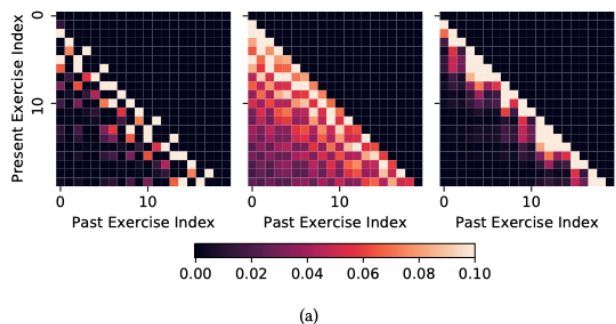 0
10
Present Exercise Index
0 10
0 10
0 10
Past Exercise Index
Past Exercise Index
Past Exercise Index
0.00 0.02 0.04 0.06 0.08 0.10
(a)